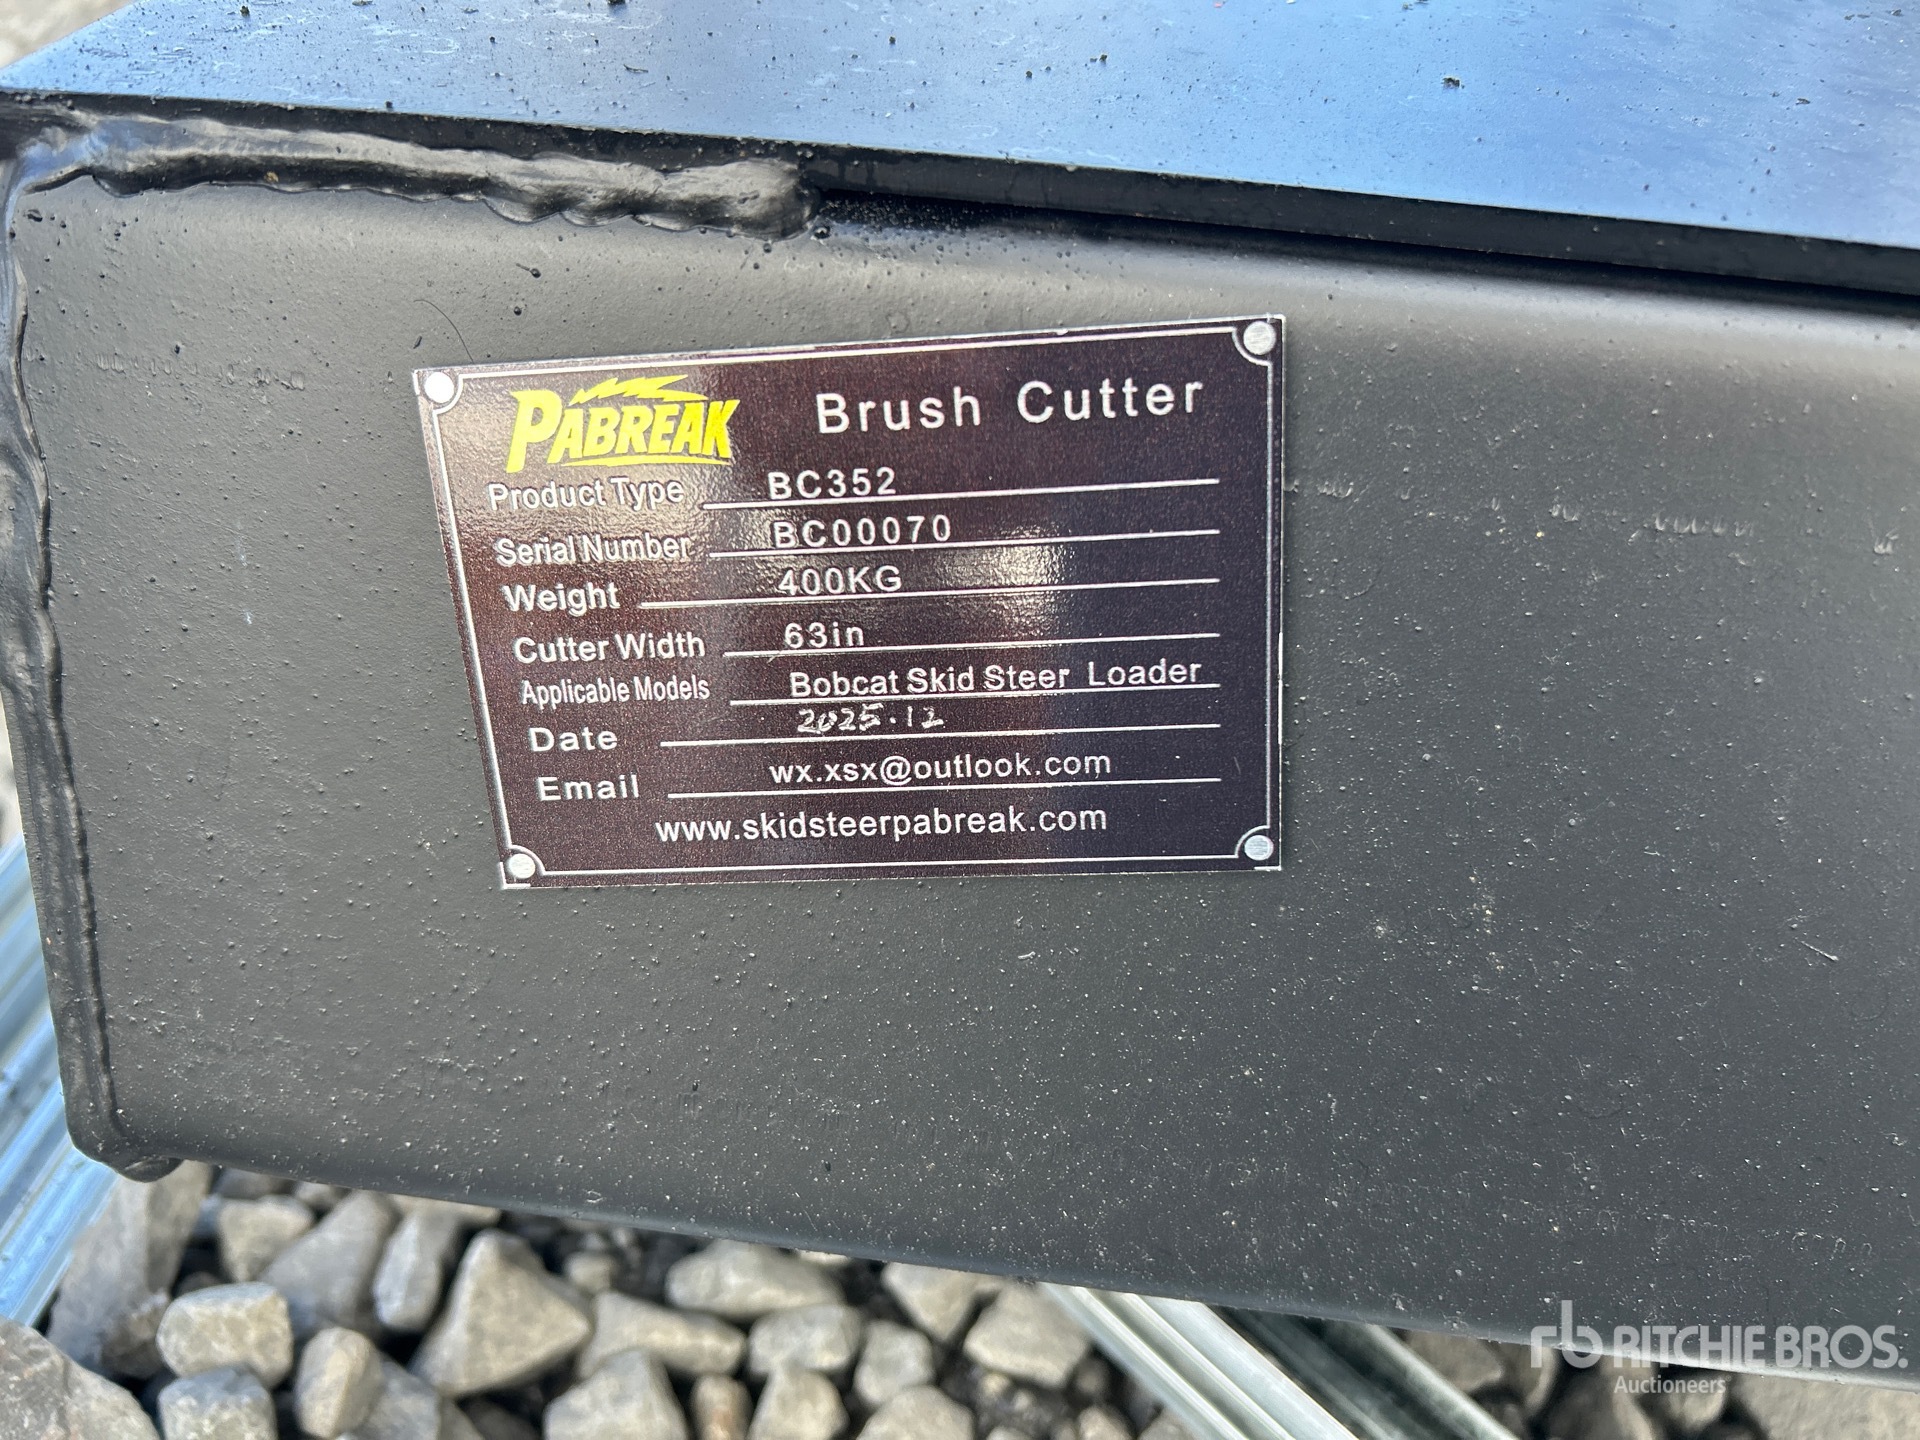 PABREAK Brush Cutter
Product Type BC352
Serial Number BC00070
Weight 400KG
Cutter Width 63in
Applicable Models Bobcat Skid Steer Loader
Date 2025.12
Email wx.xsx@outlook.com
www.skidsteerpabreak.com
rb RITCHIE BROS.
Auctioneers